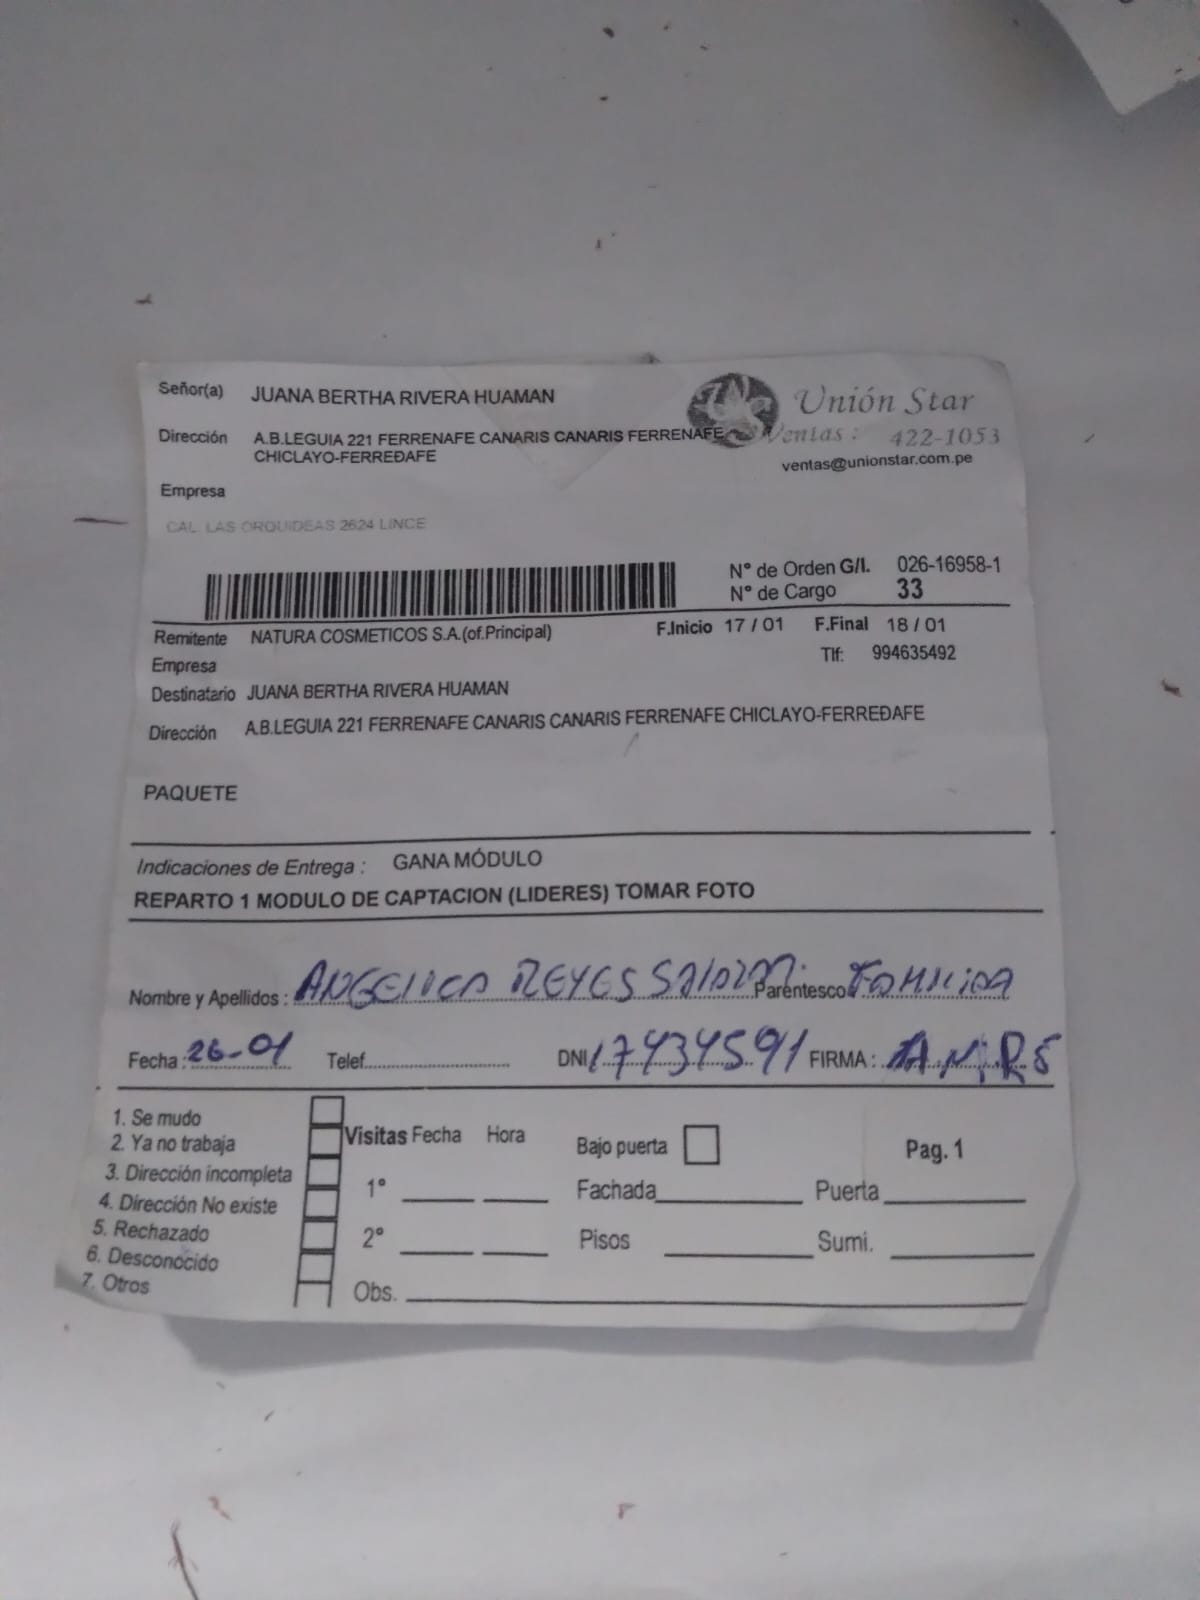 Señor(a) JUANA BERTHA RIVERA HUAMAN
Unión Star
Dirección A.B.LEGUIA 221 FERRENAFE CANARIS CANARIS FERRENAFE
Ventas : 422-1053
CHICLAYO-FERREÐAFE
ventas@unionstar.com.pe
Empresa
CAL. LAS ORQUIDEAS 2624 LINCE
N° de Orden G/I. 026-16958-1
N° de Cargo 33
Remitente NATURA COSMETICOS S.A.(of.Principal) F.Inicio 17 / 01 F.Final 18 / 01
Empresa Tlf: 994635492
Destinatario JUANA BERTHA RIVERA HUAMAN
Dirección A.B.LEGUIA 221 FERRENAFE CANARIS CANARIS FERRENAFE CHICLAYO-FERREÐAFE
PAQUETE
Indicaciones de Entrega : GANA MÓDULO
REPARTO 1 MODULO DE CAPTACION (LIDERES) TOMAR FOTO
Nombre y Apellidos : ANGELICA REYES Parentesco FAMILIA
Fecha : 26-01 Telef. DNI 17434591 FIRMA : A.M.R.S
1. Se mudo
2. Ya no trabaja
3. Dirección incompleta
4. Dirección No existe
5. Rechazado
6. Desconocido
7. Otros
Visitas Fecha Hora
1°
2°
Obs.
Bajo puerta
Fachada
Pisos
Pag. 1
Puerta
Sumi.